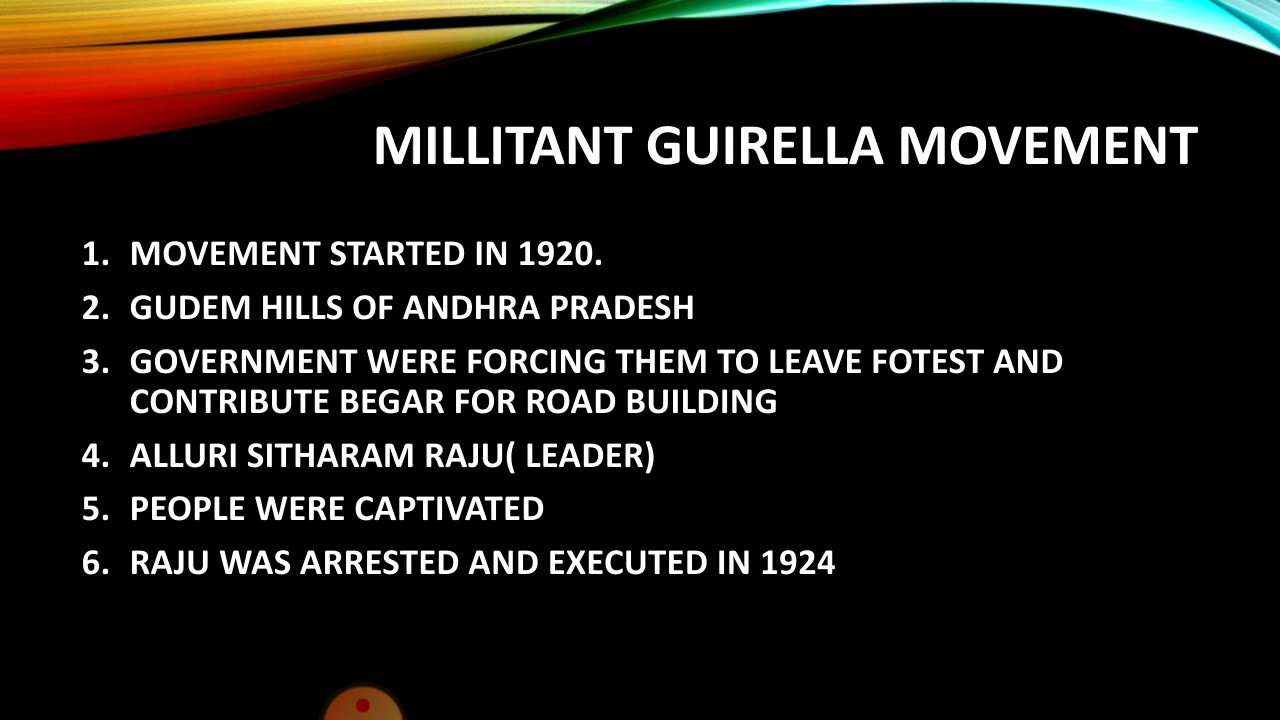 MILLITANT GUIRELLA MOVEMENT
1. MOVEMENT STARTED IN 1920.
2. GUDEM HILLS OF ANDHRA PRADESH
3. GOVERNMENT WERE FORCING THEM TO LEAVE FOTEST AND
CONTRIBUTE BEGAR FOR ROAD BUILDING
4. ALLURI SITHARAM RAJU( LEADER)
5. PEOPLE WERE CAPTIVATED
6. RAJU WAS ARRESTED AND EXECUTED IN 1924